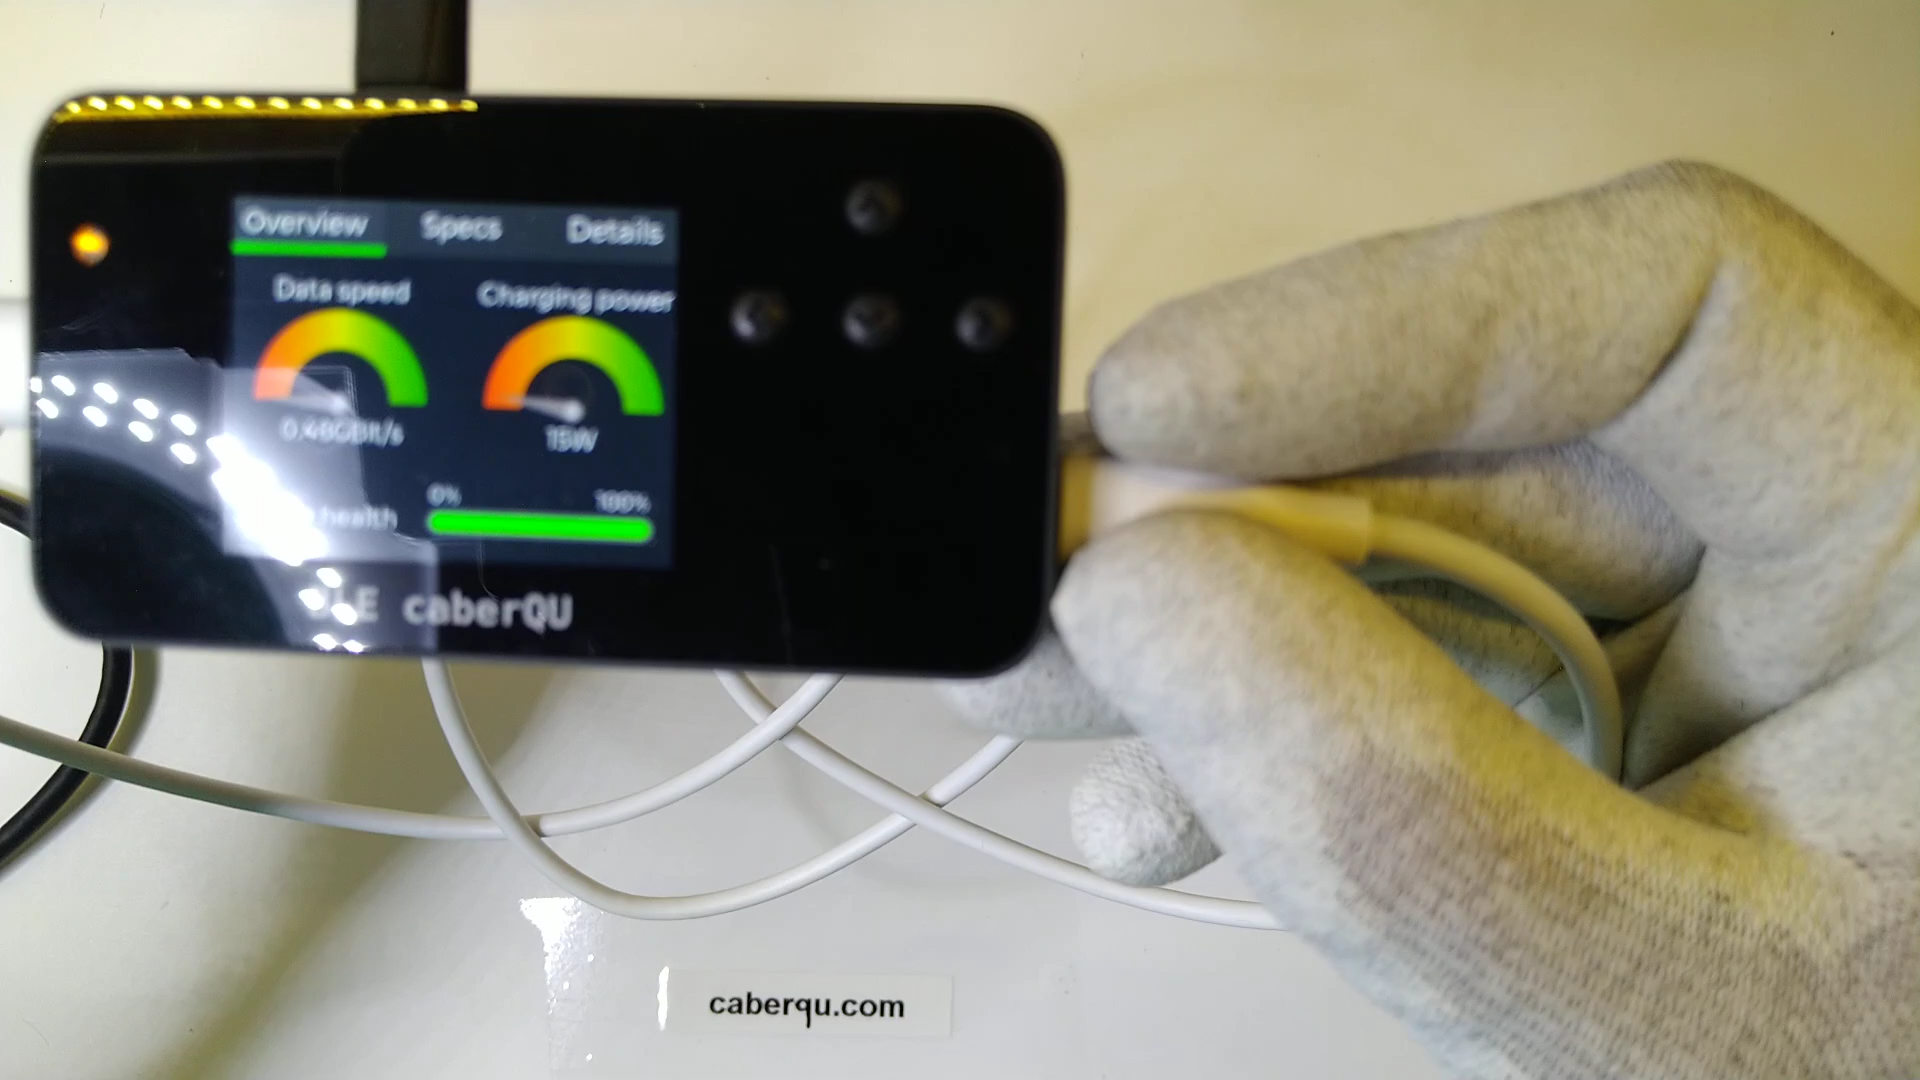 Overview Specs Details
Data speed Charging power
0.48GBit/s 15W
0% 100%
health
caberQU
caberqu.com